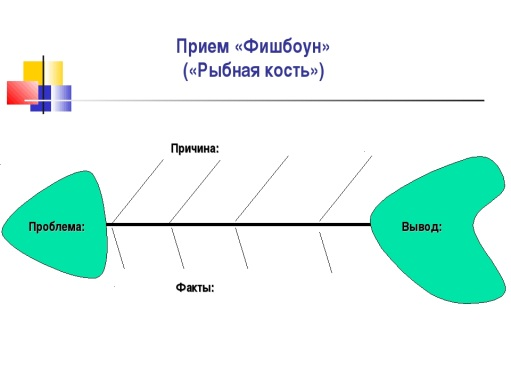 Прием «Фишбоун»
(«Рыбная кость»)
Причина:
Проблема:
Вывод:
Факты: